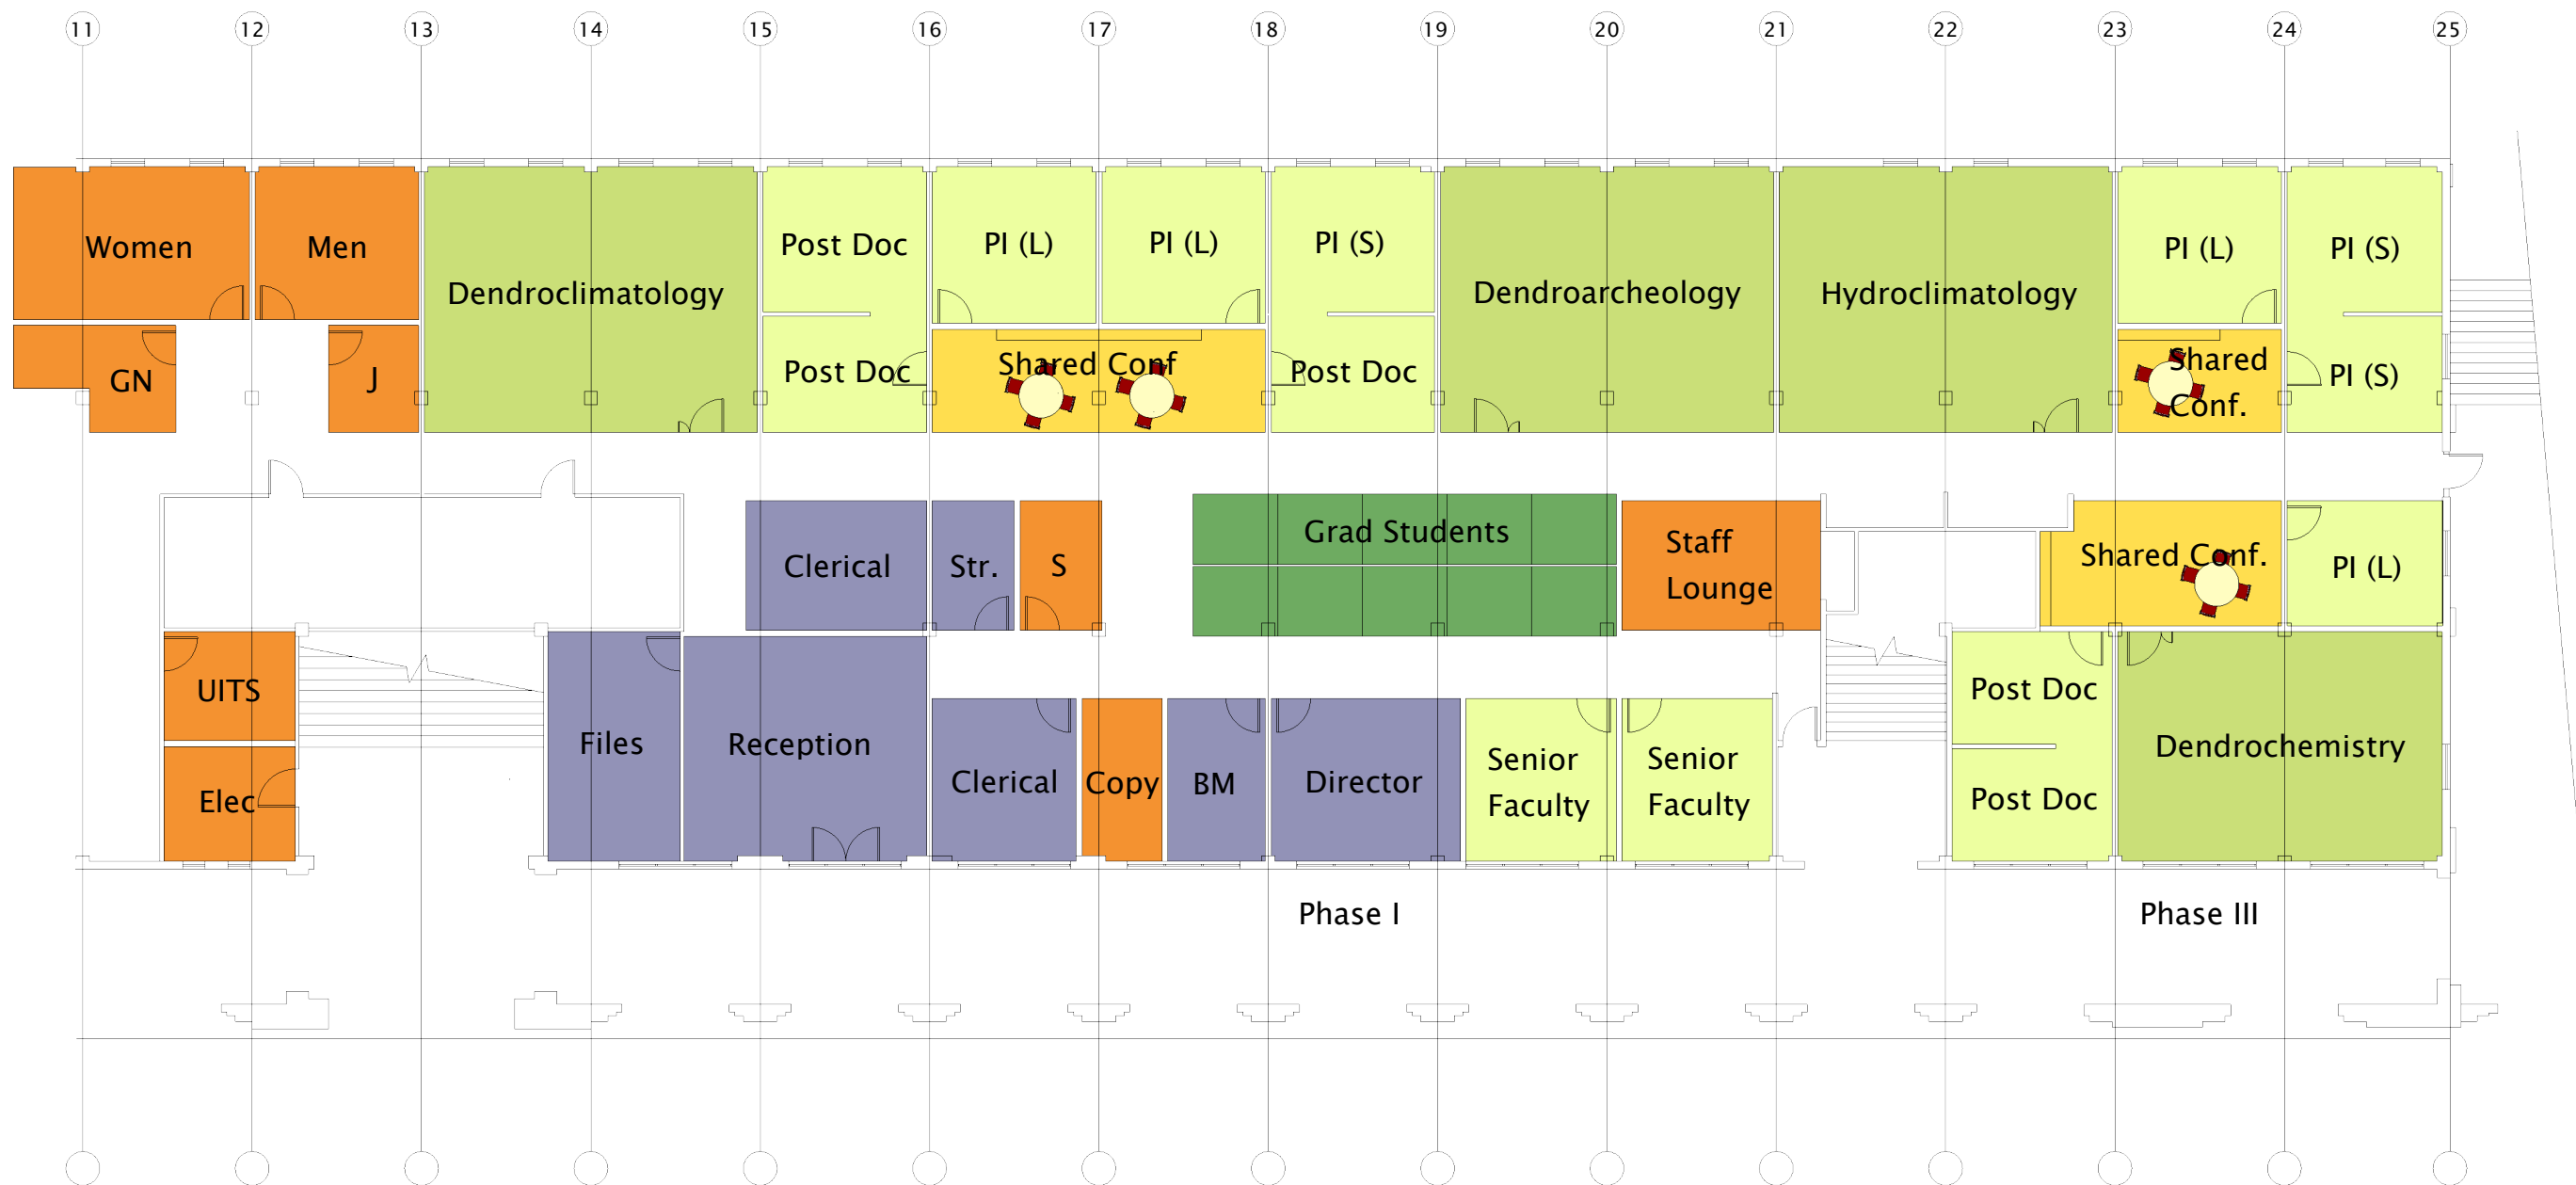 11 12 13 14 15 16 17 18 19 20 21 22 23 24 25
Women
Men
Dendroclimatology
Post Doc
PI (L)
PI (L)
PI (S)
Dendroarcheology
Hydroclimatology
PI (L)
PI (S)
GN
J
Post Doc
Shared Conf
Post Doc
Shared
Conf.
PI (S)
Clerical
Str.
S
Grad Students
Staff
Lounge
Shared Conf.
PI (L)
UITS
Elec
Files
Reception
Clerical
Copy
BM
Director
Senior
Faculty
Senior
Faculty
Post Doc
Post Doc
Dendrochemistry
Phase I
Phase III